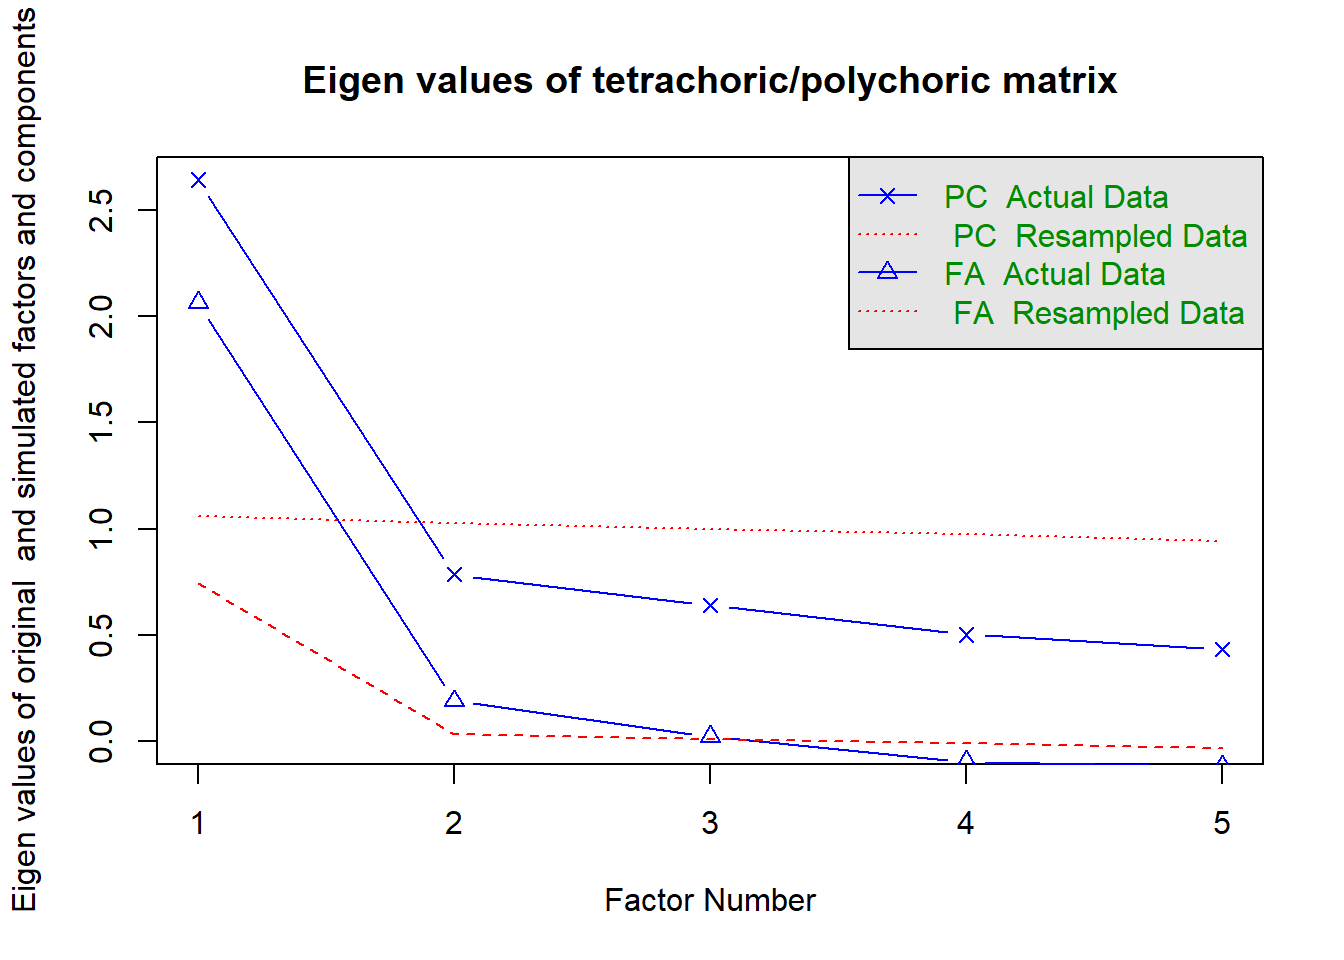 Eigen values of tetrachoric/polychoric matrix
Eigen values of original  and simulated factors and components
2.5
2.0
1.5
1.0
0.5
0.0
PC  Actual Data
PC  Resampled Data
FA  Actual Data
FA  Resampled Data
1 2 3 4 5
Factor Number